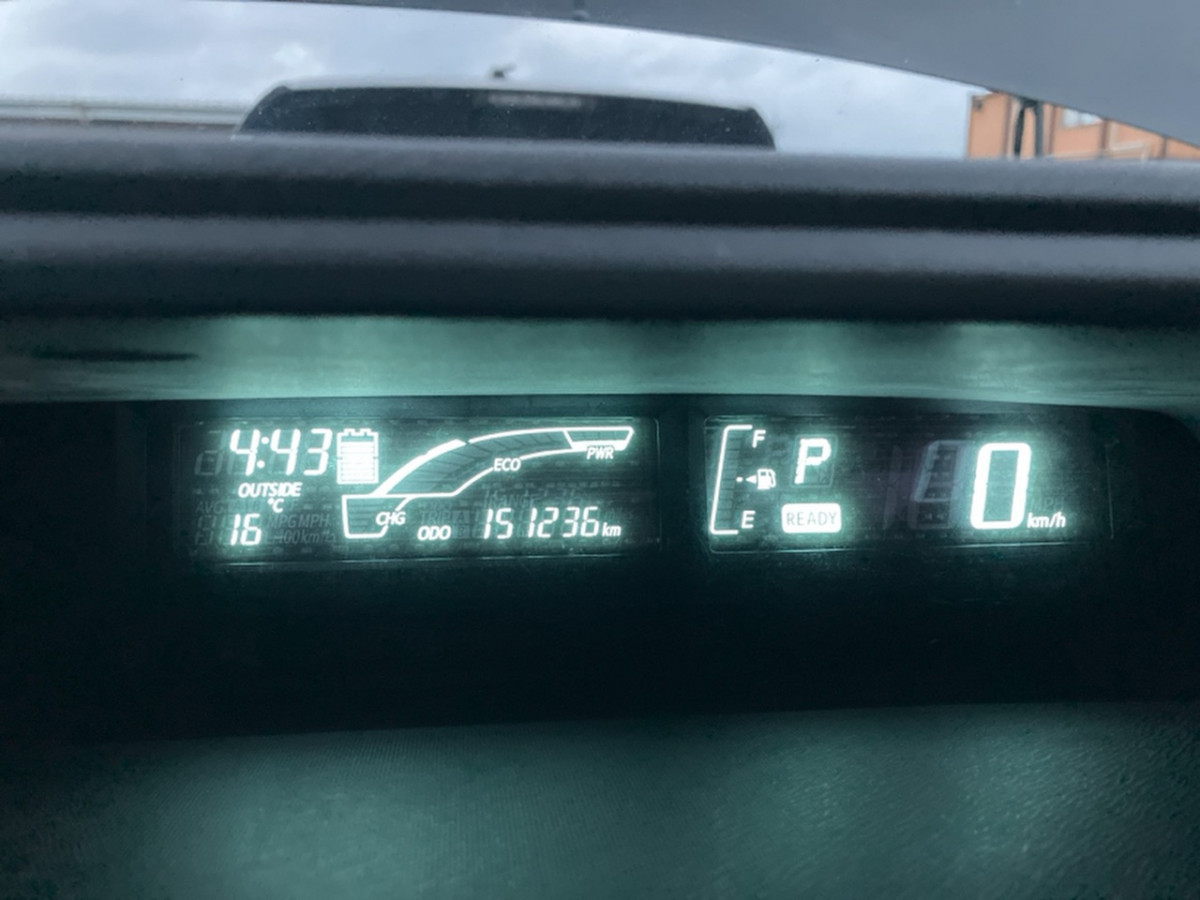 4:43
OUTSIDE
°C
16
CHG
ECO
PWR
ODO 151236 km
F
E
P
READY
0 km/h